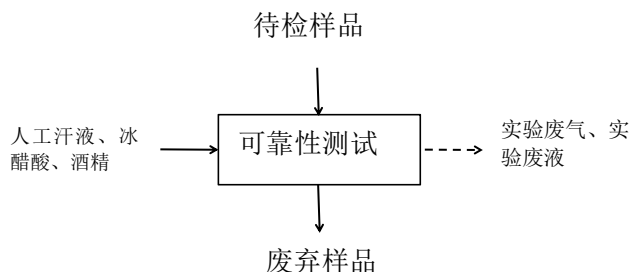 待检样品
人工汗液、冰
醋酸、酒精
可靠性测试
实验废气、实
验废液
废弃样品